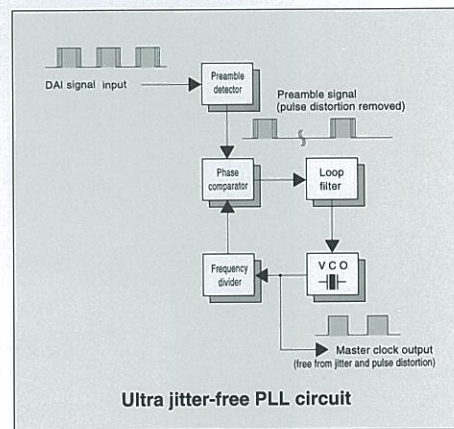 DAI signal input
Preamble
detector
Preamble signal
(pulse distortion removed)
Phase
comparator
Loop
filter
Frequency
divider
VCO
Master clock output
(free from jitter and pulse distortion)
Ultra jitter-free PLL circuit